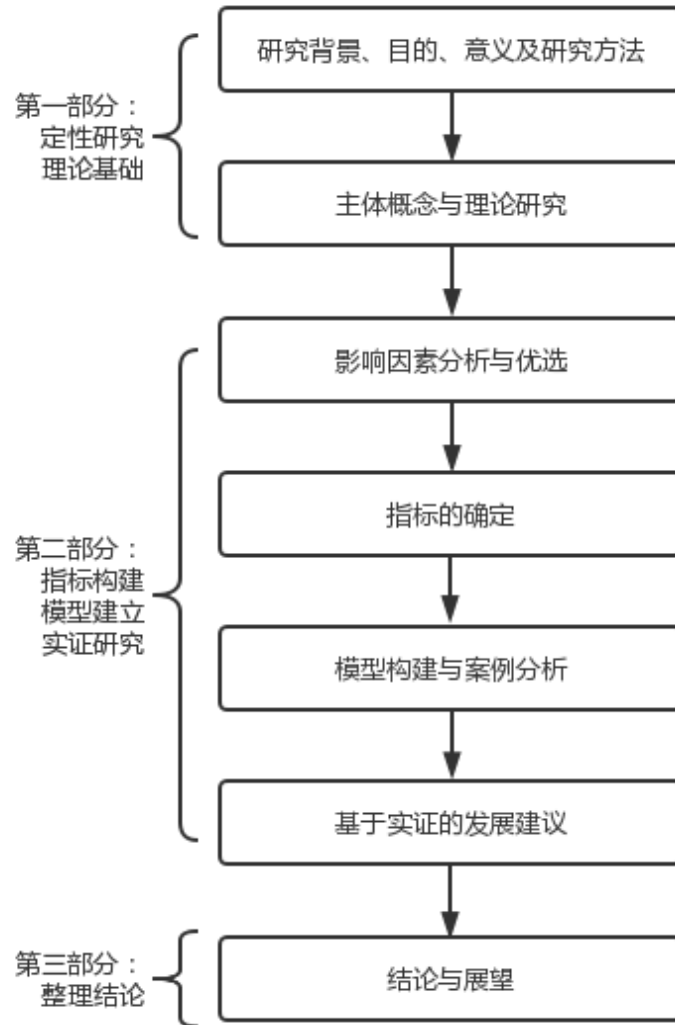 研究背景、目的、意义及研究方法
第一部分：
定性研究
理论基础
主体概念与理论研究
影响因素分析与优选
指标的确定
第二部分：
指标构建
模型建立
实证研究
模型构建与案例分析
基于实证的发展建议
第三部分：
整理结论
结论与展望